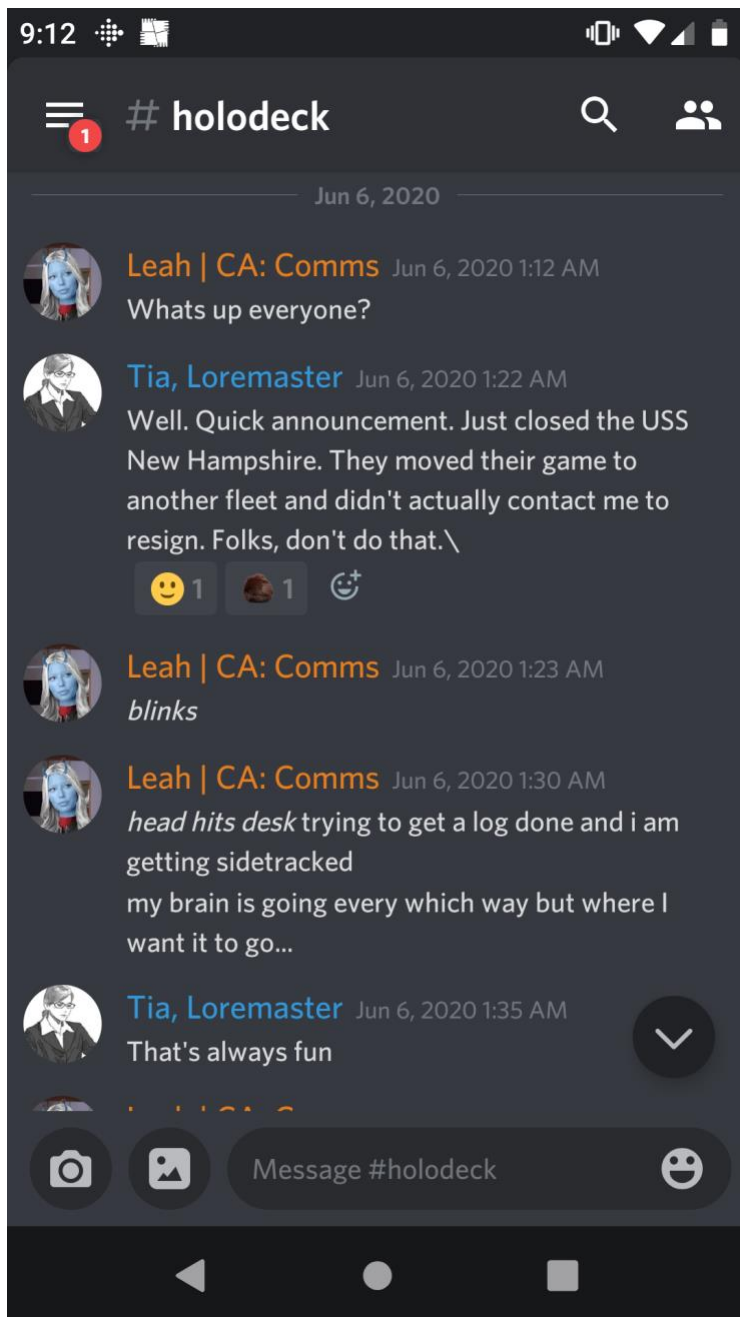 9:12
1
# holodeck
Jun 6, 2020
Leah | CA: Comms Jun 6, 2020 1:12 AM
Whats up everyone?
Tia, Loremaster Jun 6, 2020 1:22 AM
Well. Quick announcement. Just closed the USS
New Hampshire. They moved their game to
another fleet and didn't actually contact me to
resign. Folks, don't do that.\
1 1
Leah | CA: Comms Jun 6, 2020 1:23 AM
blinks
Leah | CA: Comms Jun 6, 2020 1:30 AM
head hits desk trying to get a log done and i am
getting sidetracked
my brain is going every which way but where I
want it to go...
Tia, Loremaster Jun 6, 2020 1:35 AM
That's always fun
Message #holodeck